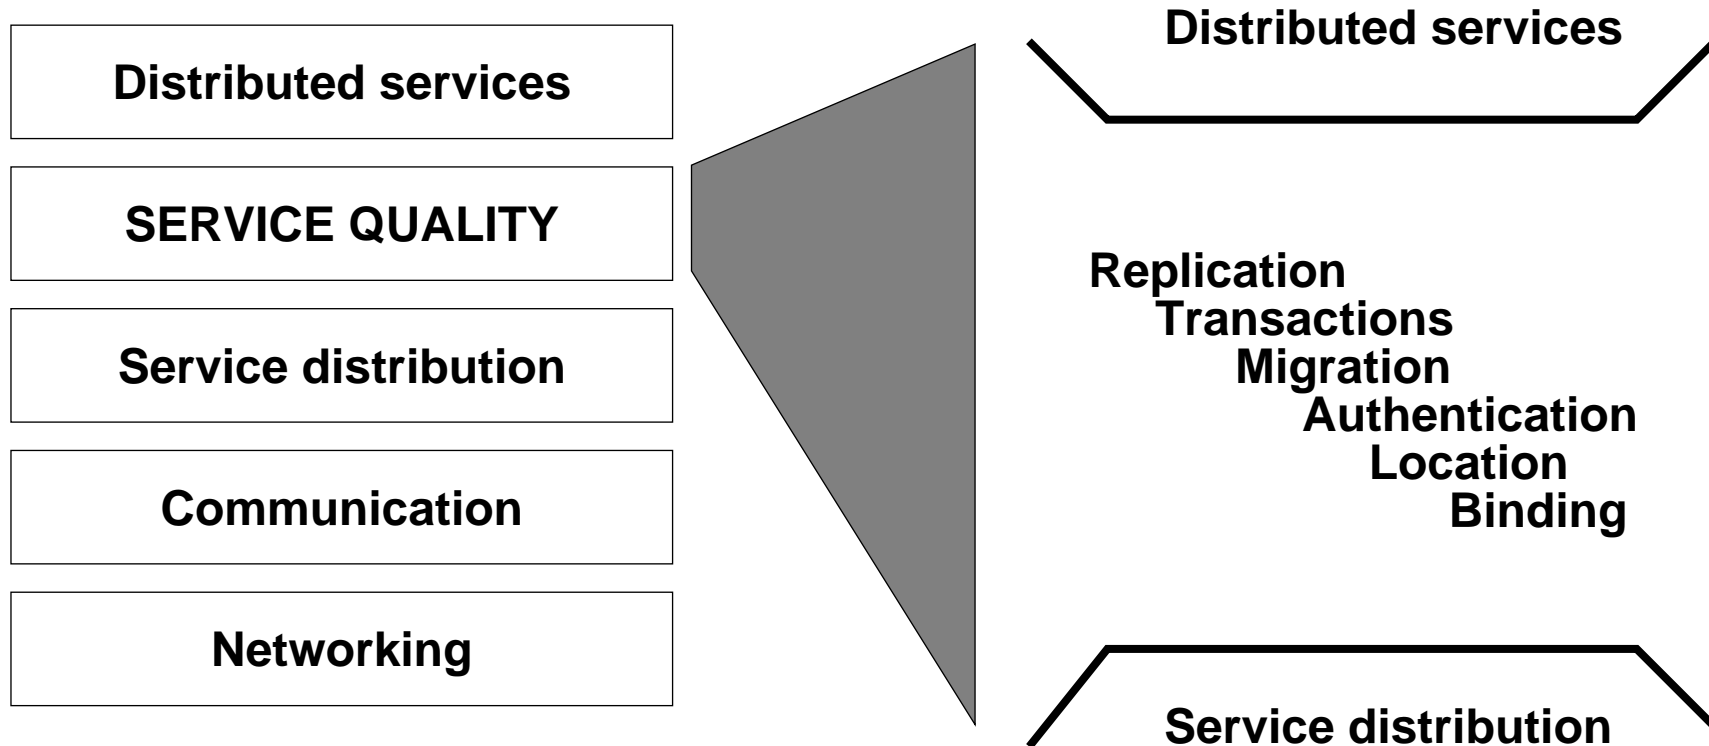 Distributed services
SERVICE QUALITY
Service distribution
Communication
Networking
Distributed services
Replication
Transactions
Migration
Authentication
Location
Binding
Service distribution